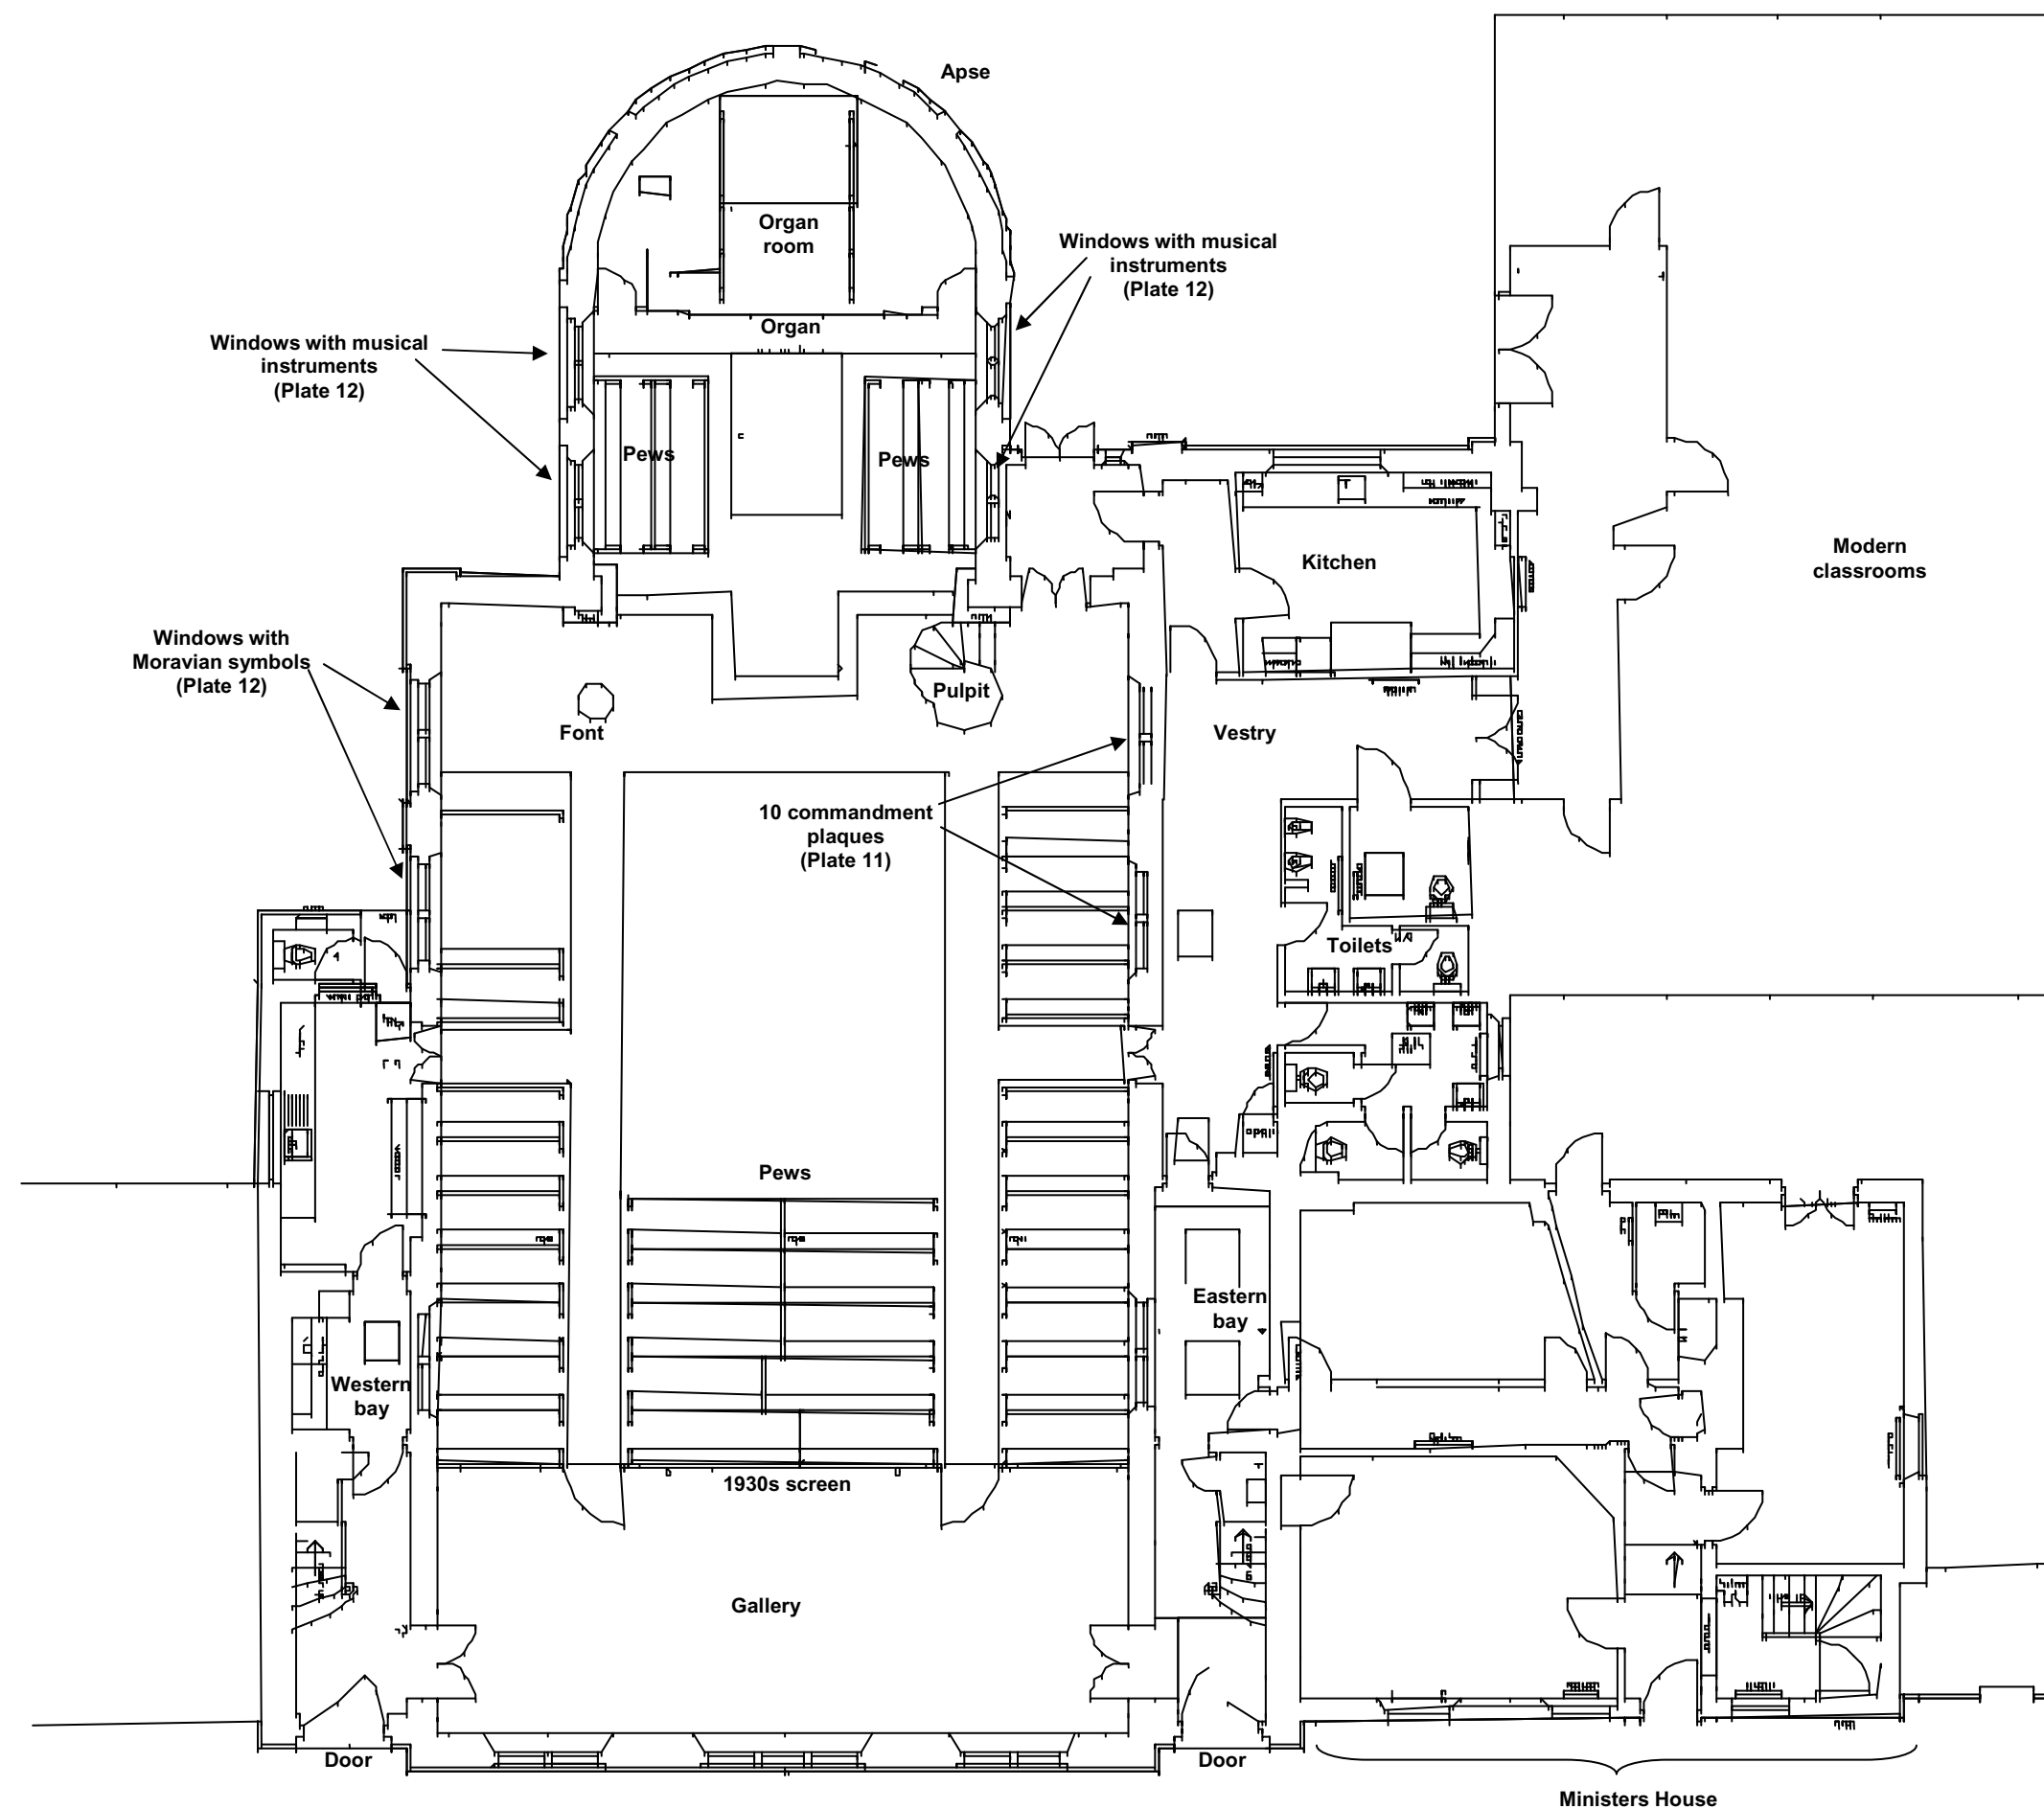 Apse
Organ
room
Windows with musical
instruments
(Plate 12)
Organ
Windows with musical
instruments
(Plate 12)
Pews
Pews
Kitchen
Modern
classrooms
Windows with
Moravian symbols
(Plate 12)
Pulpit
Font
Vestry
10 commandment
plaques
(Plate 11)
Toilets
Pews
Eastern
bay
Western
bay
1930s screen
Gallery
Door
Door
Ministers House